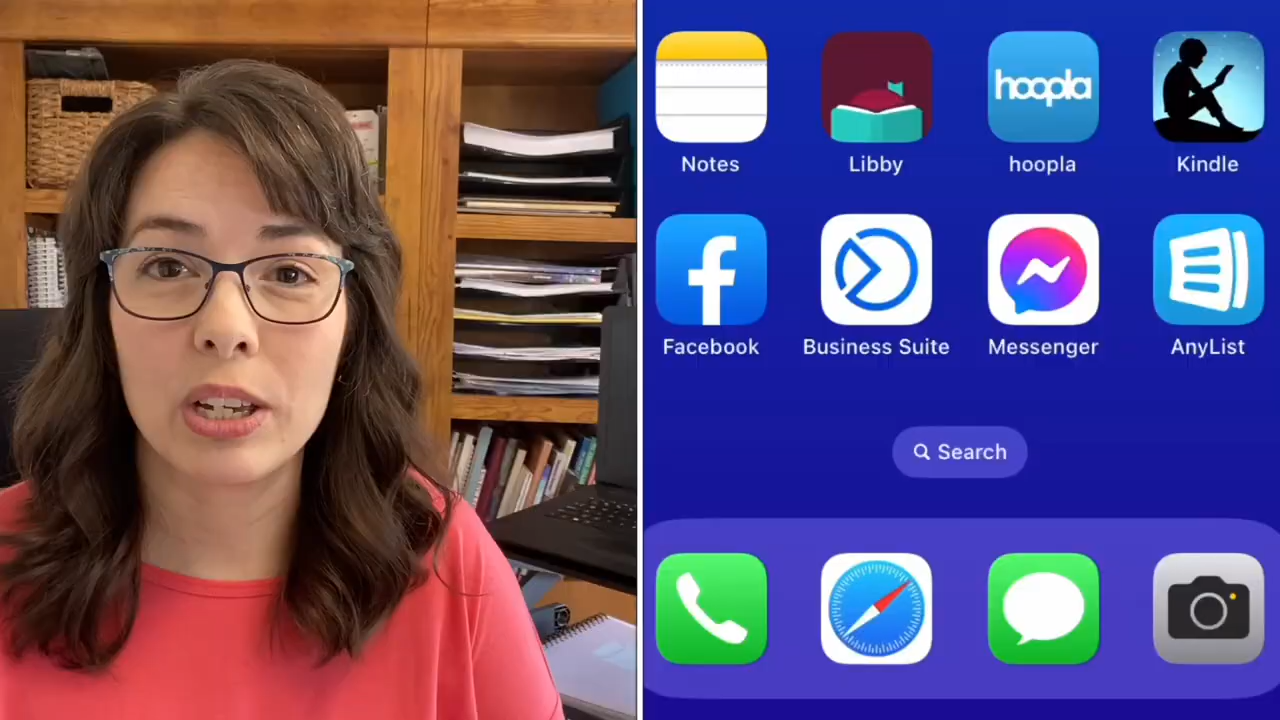 hoopla
Notes
Libby
hoopla
Kindle
Facebook
Business Suite
Messenger
AnyList
Search